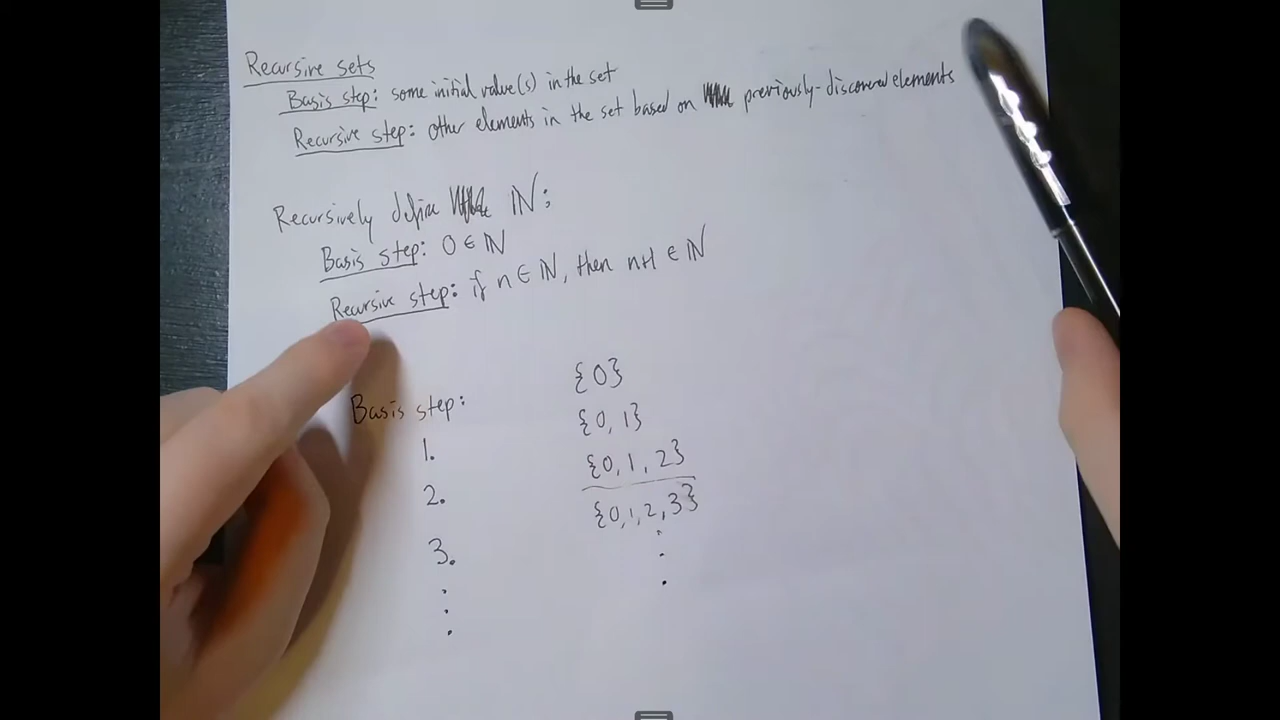 Recursive sets
Basis step: some initial value(s) in the set
Recursive step: other elements in the set based on previously-discovered elements
Recursively define ℕ:
Basis step: 0 ∈ ℕ
Recursive step: if n ∈ ℕ, then n+1 ∈ ℕ
Basis step: {0}
1. {0, 1}
2. {0, 1, 2}
3. {0, 1, 2, 3}